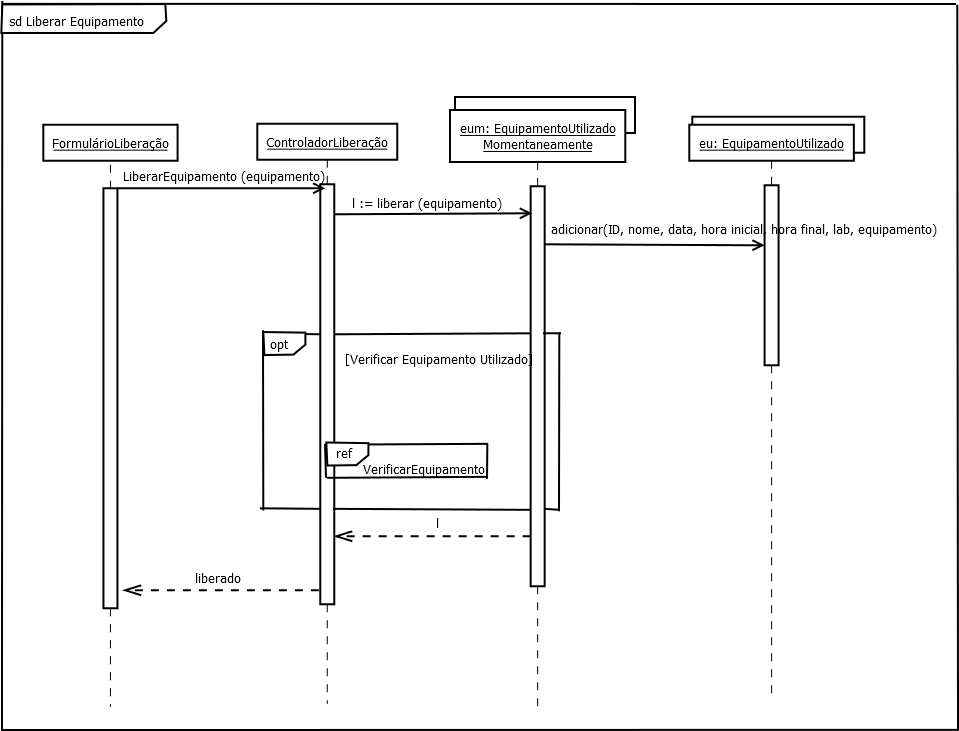 sd Liberar Equipamento
FormulárioLiberação
ControladorLiberação
eum: EquipamentoUtilizado
Momentaneamente
eu: EquipamentoUtilizado
LiberarEquipamento (equipamento)
l := liberar (equipamento)
adicionar(ID, nome, data, hora inicial, hora final, lab, equipamento)
opt
[Verificar Equipamento Utilizado]
ref
VerificarEquipamento
l
liberado